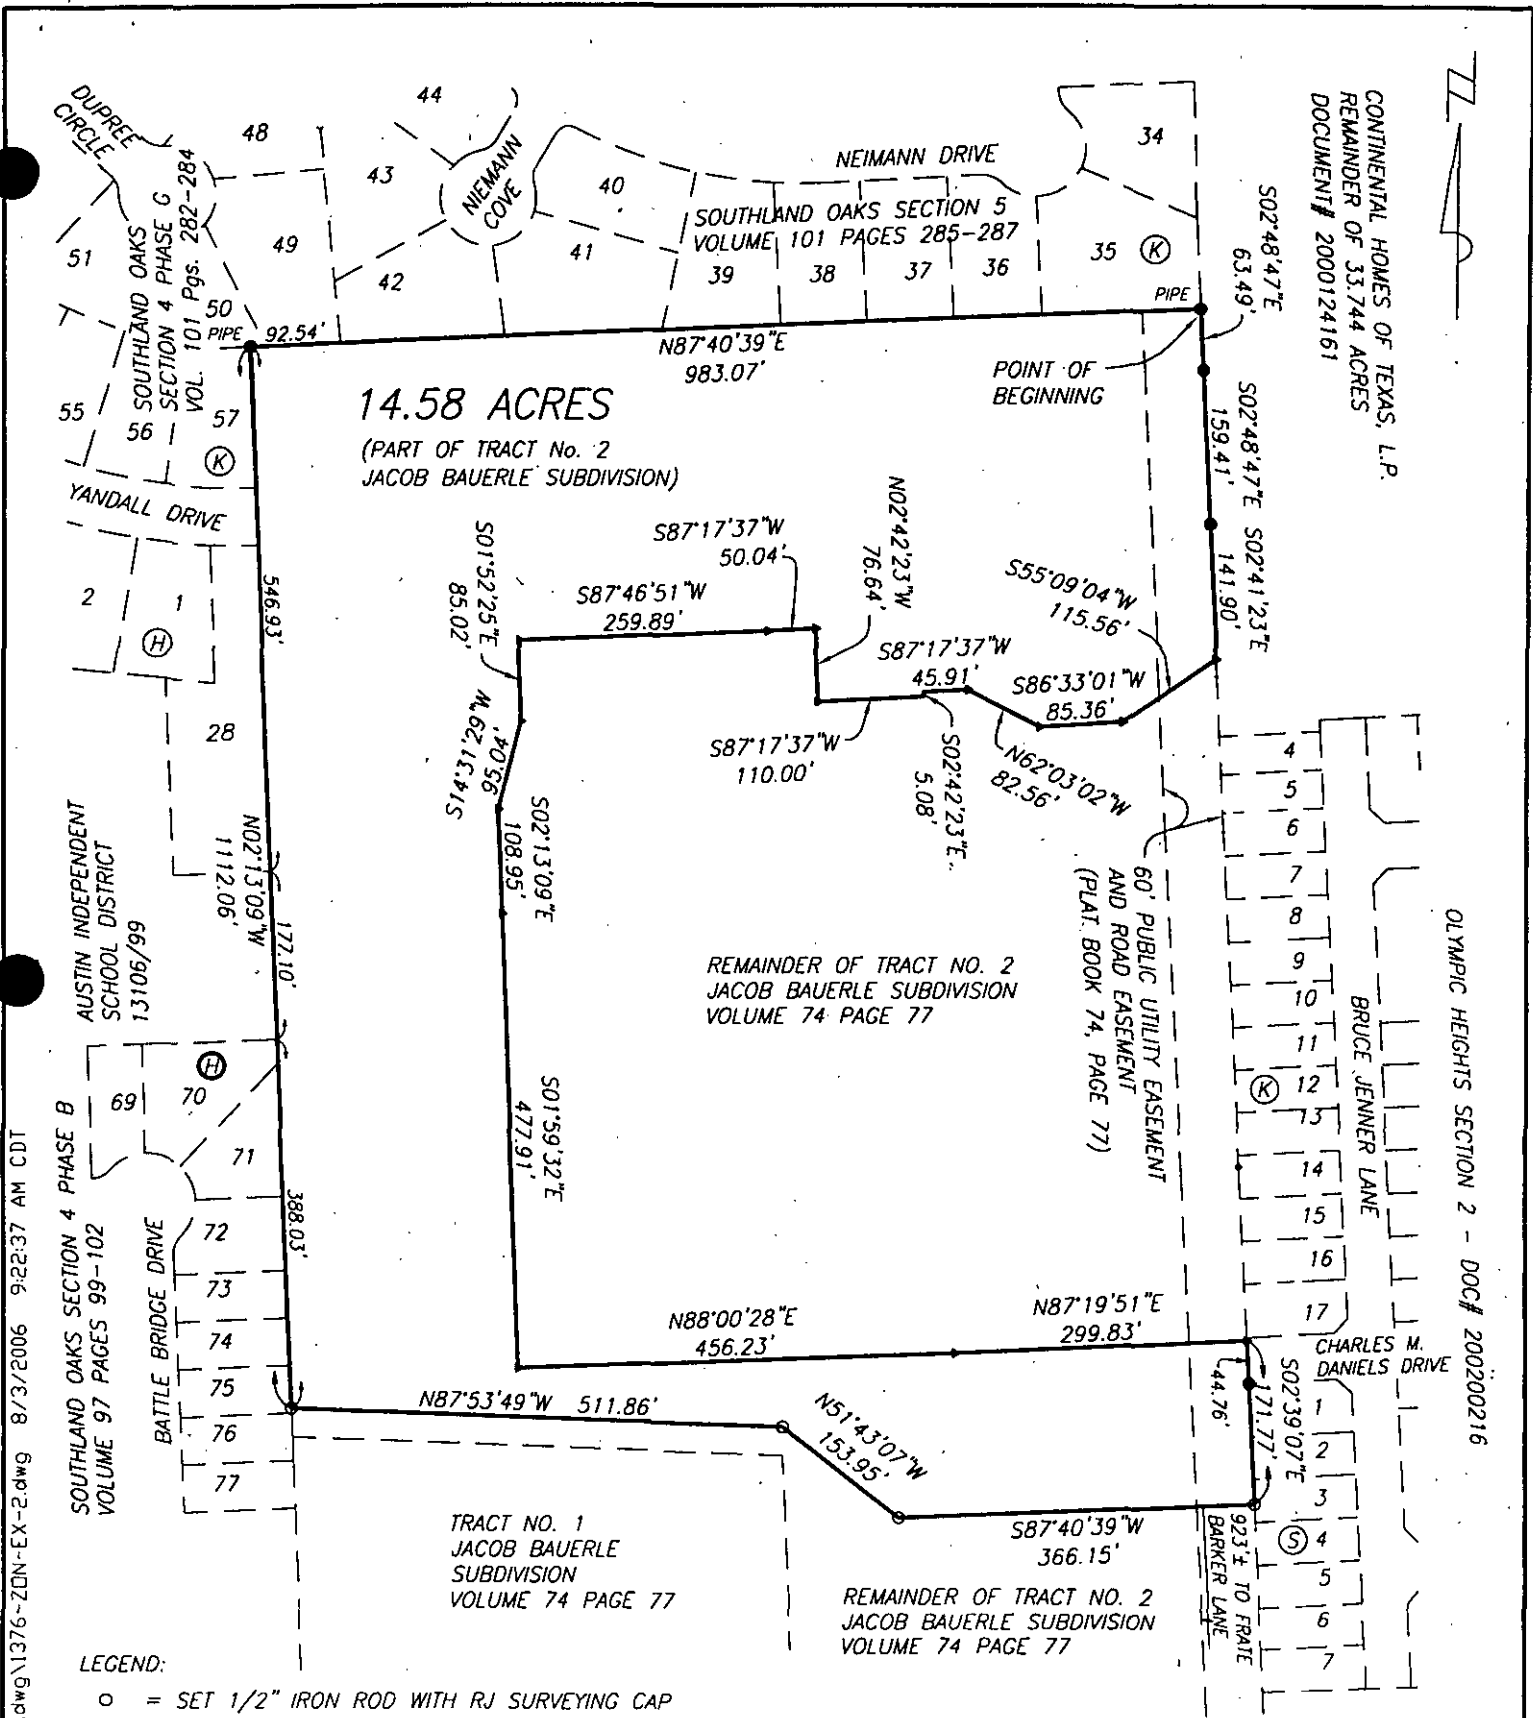 CONTINENTAL HOMES OF TEXAS, L.P.
REMAINDER OF 33.744 ACRES
DOCUMENT# 2000124161
DUPREE
CIRCLE
44
48
43
NIEMANN
COVE
40
NEIMANN DRIVE
34
SOUTHLAND OAKS SECTION 5
VOLUME 101 PAGES 285-287
49
42
41
39
38
37
36
35
K
51
50
SOUTHLAND OAKS
SECTION 4 PHASE G
VOL. 101 Pgs. 282-284
S02°48'47"E
63.49'
PIPE
PIPE
92.54'
N87°40'39"E
983.07'
POINT OF
BEGINNING
14.58 ACRES
(PART OF TRACT No. 2
JACOB BAUERLE SUBDIVISION)
55
56
57
K
S02°48'47"E
159.41'
S02°41'23"E
141.90'
YANDALL DRIVE
S87°17'37"W
50.04'
N02°42'23"W
76.64'
S01°52'25"E
85.02'
S87°46'51"W
259.89'
S55°09'04"W
115.56'
2
1
H
546.93'
S87°17'37"W
45.91'
S86°33'01"W
85.36'
28
S14°31'29"W
95.04'
S87°17'37"W
110.00'
S02°42'23"E
5.08'
N62°03'02"W
82.56'
4
5
6
7
8
9
10
11
12
13
14
15
16
17
K
S02°13'09"E
108.95'
N02°13'09"W
1112.06'
AUSTIN INDEPENDENT
SCHOOL DISTRICT
13106/99
177.10'
REMAINDER OF TRACT NO. 2
JACOB BAUERLE SUBDIVISION
VOLUME 74 PAGE 77
60' PUBLIC UTILITY EASEMENT
AND ROAD EASEMENT
(PLAT BOOK 74, PAGE 77)
BRUCE JENNER LANE
OLYMPIC HEIGHTS SECTION 2 - DOC# 200200216
H
69
70
71
72
73
74
75
76
77
S01°59'32"E
477.91'
388.03'
SOUTHLAND OAKS SECTION 4 PHASE B
VOLUME 97 PAGES 99-102
BATTLE BRIDGE DRIVE
N88°00'28"E
456.23'
N87°19'51"E
299.83'
CHARLES M.
DANIELS DRIVE
44.76'
171.77'
S02°39'07"E
N87°53'49"W 511.86'
N51°43'07"W
153.95'
1
2
3
4
5
6
7
S
S87°40'39"W
366.15'
923'± TO FRATE
BARKER LANE
TRACT NO. 1
JACOB BAUERLE
SUBDIVISION
VOLUME 74 PAGE 77
REMAINDER OF TRACT NO. 2
JACOB BAUERLE SUBDIVISION
VOLUME 74 PAGE 77
LEGEND:
O = SET 1/2" IRON ROD WITH RJ SURVEYING CAP
.dwg\1376-ZON-EX-2.dwg 8/3/2006 9:22:37 AM CDT